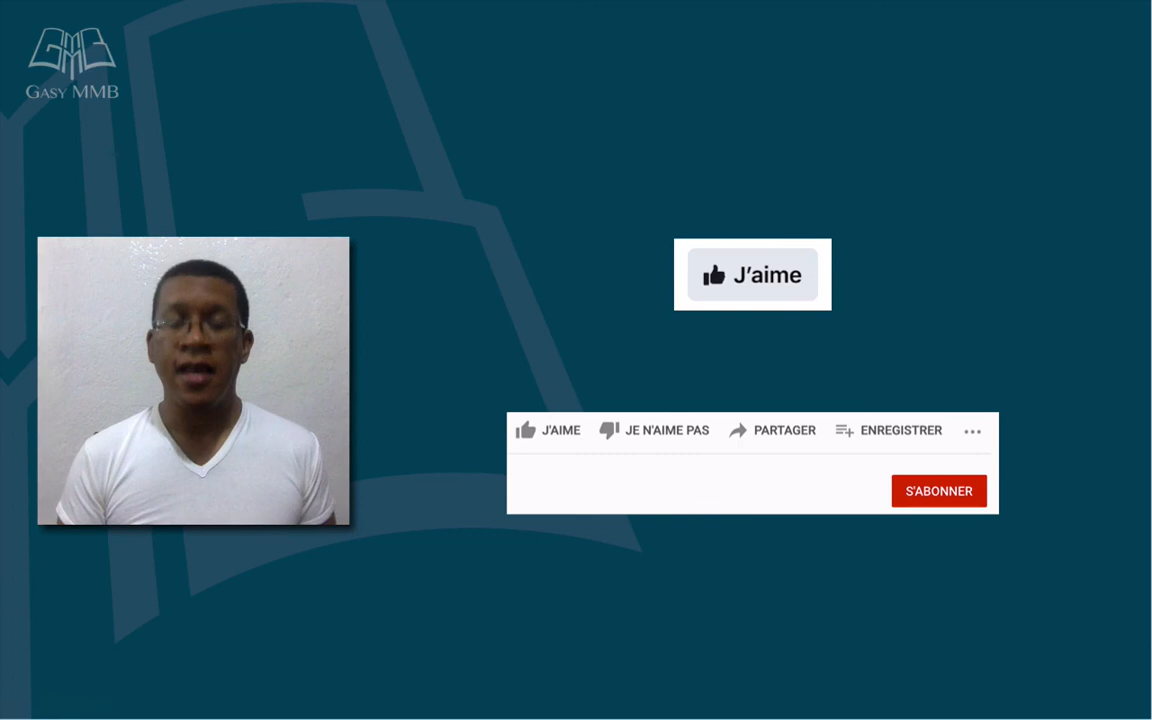 GASY MMB
J'aime
J'AIME JE N'AIME PAS PARTAGER ENREGISTRER
S'ABONNER